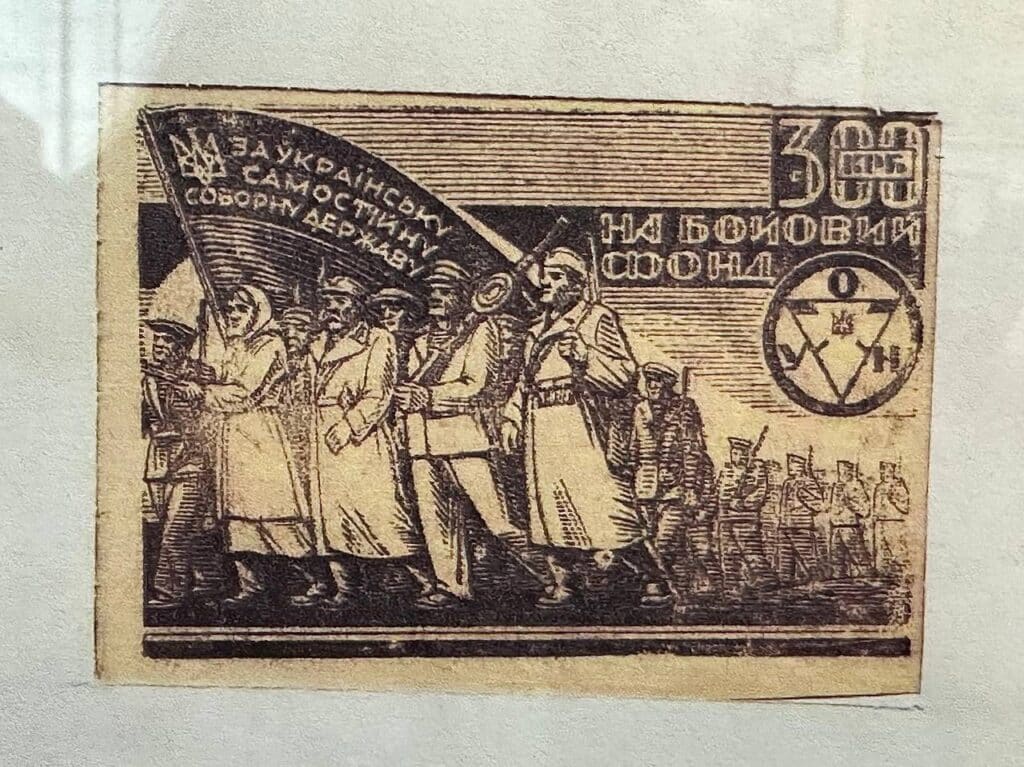 ЗА УКРАЇНСЬКУ
САМОСТІЙНУ
СОБОРНУ ДЕРЖАВУ
300
КРБ
НА БОЙОВИЙ
ФОНД
О
У Н